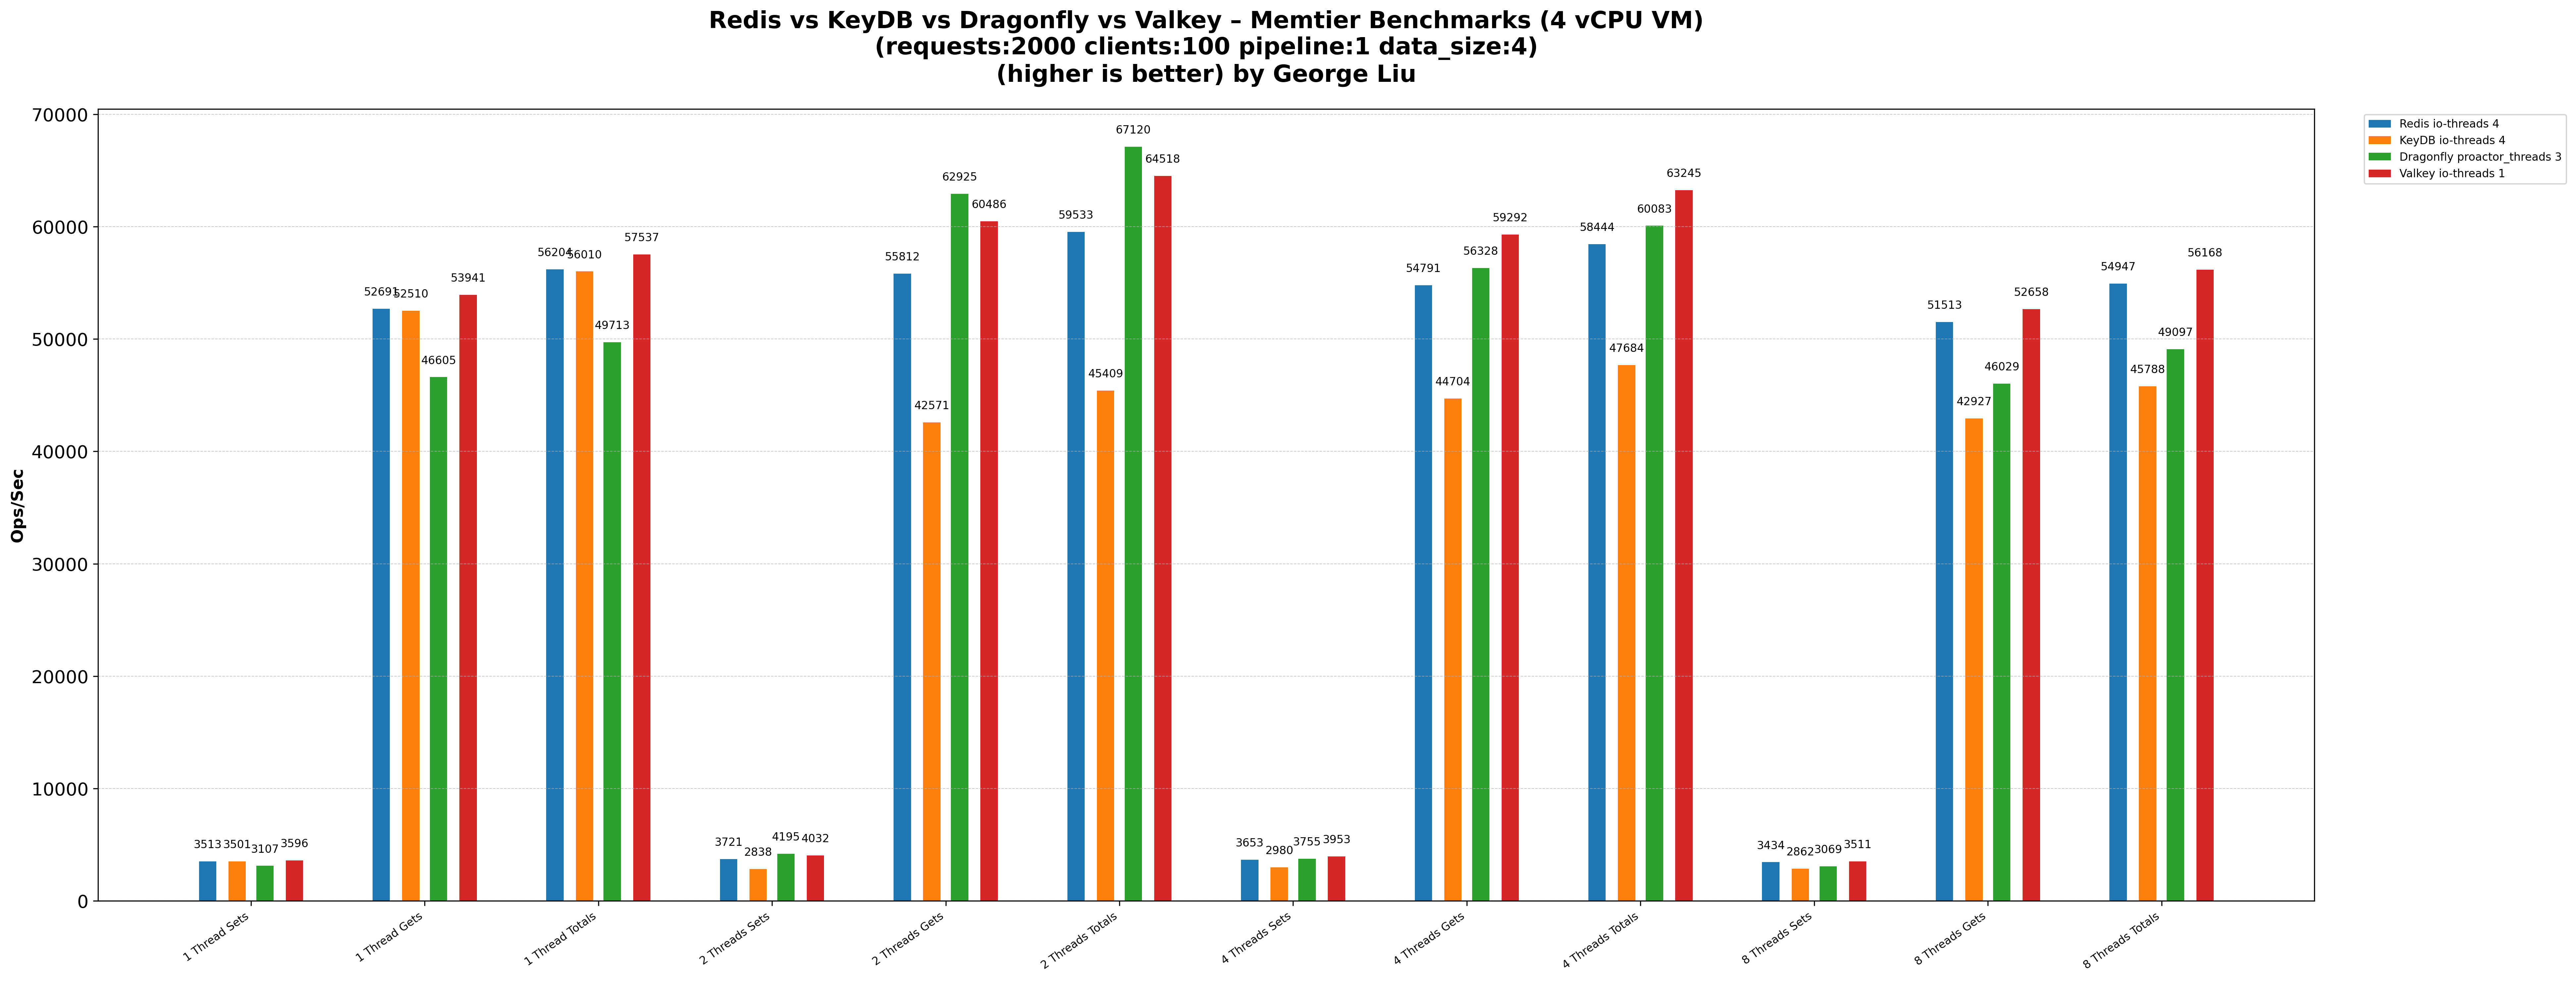 Redis vs KeyDB vs Dragonfly vs Valkey – Memtier Benchmarks (4 vCPU VM)
(requests:2000 clients:100 pipeline:1 data_size:4)
(higher is better) by George Liu
Redis io-threads 4
KeyDB io-threads 4
Dragonfly proactor_threads 3
Valkey io-threads 1
Ops/Sec
70000
60000
50000
40000
30000
20000
10000
0
3513 3501 3107 3596
52691 52510 46605 53941
56204 56010 49713 57537
3721 2838 4195 4032
55812 42571 62925 60486
59533 45409 67120 64518
3653 2980 3755 3953
54791 44704 56328 59292
58444 47684 60083 63245
3434 2862 3069 3511
51513 42927 46029 52658
54947 45788 49097 56168
1 Thread Sets
1 Thread Gets
1 Thread Totals
2 Threads Sets
2 Threads Gets
2 Threads Totals
4 Threads Sets
4 Threads Gets
4 Threads Totals
8 Threads Sets
8 Threads Gets
8 Threads Totals